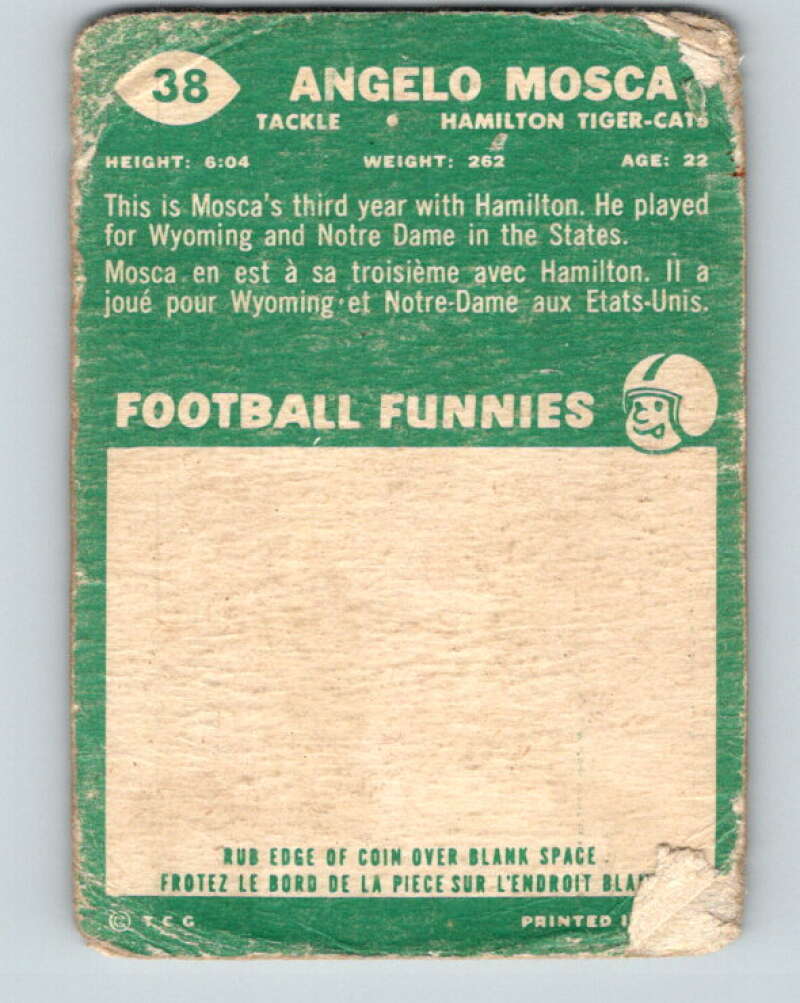 38
ANGELO MOSCA
TACKLE • HAMILTON TIGER-CATS
HEIGHT: 6:04 WEIGHT: 262 AGE: 22
This is Mosca's third year with Hamilton. He played
for Wyoming and Notre Dame in the States.
Mosca en est à sa troisième avec Hamilton. Il a
joué pour Wyoming et Notre-Dame aux Etats-Unis.
FOOTBALL FUNNIES
RUB EDGE OF COIN OVER BLANK SPACE
FROTEZ LE BORD DE LA PIECE SUR L'ENDROIT
© T C G PRINTED